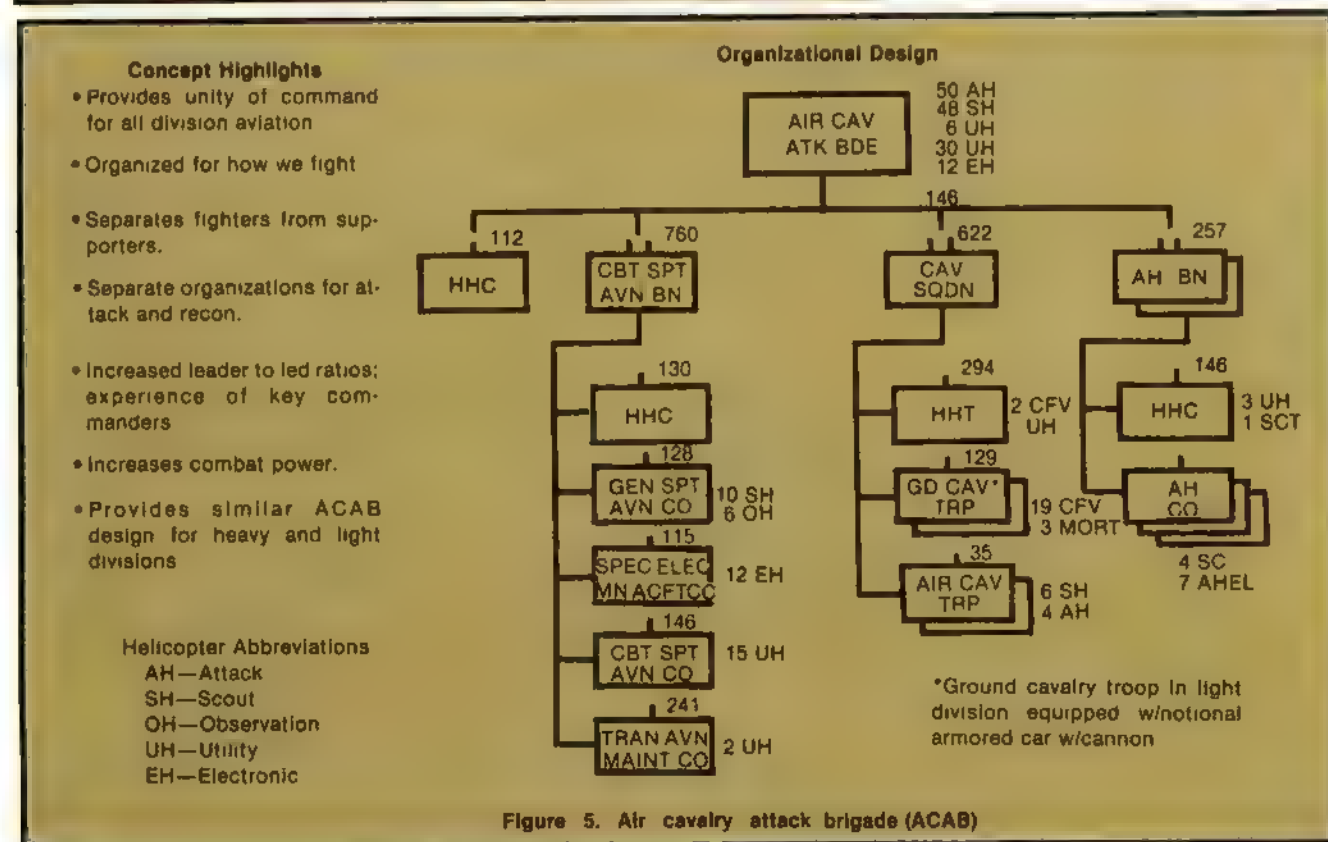 Concept Highlights
• Provides unity of command
for all division aviation
• Organized for how we fight
• Separates fighters from sup-
porters.
• Separate organizations for at-
tack and recon.
• Increased leader to led ratios;
experience of key com-
manders
• Increases combat power.
• Provides similar ACAB
design for heavy and light
divisions
Helicopter Abbreviations
AH—Attack
SH—Scout
OH—Observation
UH—Utility
EH—Electronic
Organizational Design
AIR CAV
ATK BDE
50 AH
48 SH
6 UH
30 UH
12 EH
146
112
HHC
760
CBT SPT
AVN BN
622
CAV
SQDN
257
AH BN
130
HHC
128
GEN SPT
AVN CO
10 SH
6 OH
115
SPEC ELEC
MN ACFTCO
12 EH
146
CBT SPT
AVN CO
15 UH
241
TRAN AVN
MAINT CO
2 UH
294
HHT
2 CFV
UH
129
GD CAV*
TRP
19 CFV
3 MORT
35
AIR CAV
TRP
6 SH
4 AH
146
HHC
3 UH
1 SCT
AH
CO
4 SC
7 AHEL
*Ground cavalry troop in light
division equipped w/notional
armored car w/cannon
Figure 5. Air cavalry attack brigade (ACAB)